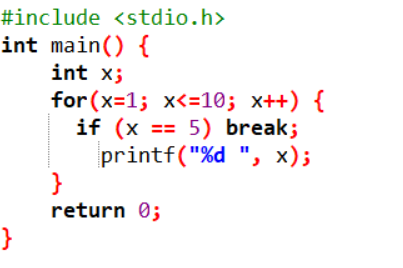 #include <stdio.h>
int main() {
    int x;
    for(x=1; x<=10; x++) {
      if (x == 5) break;
        printf("%d ", x);
    }
    return 0;
}